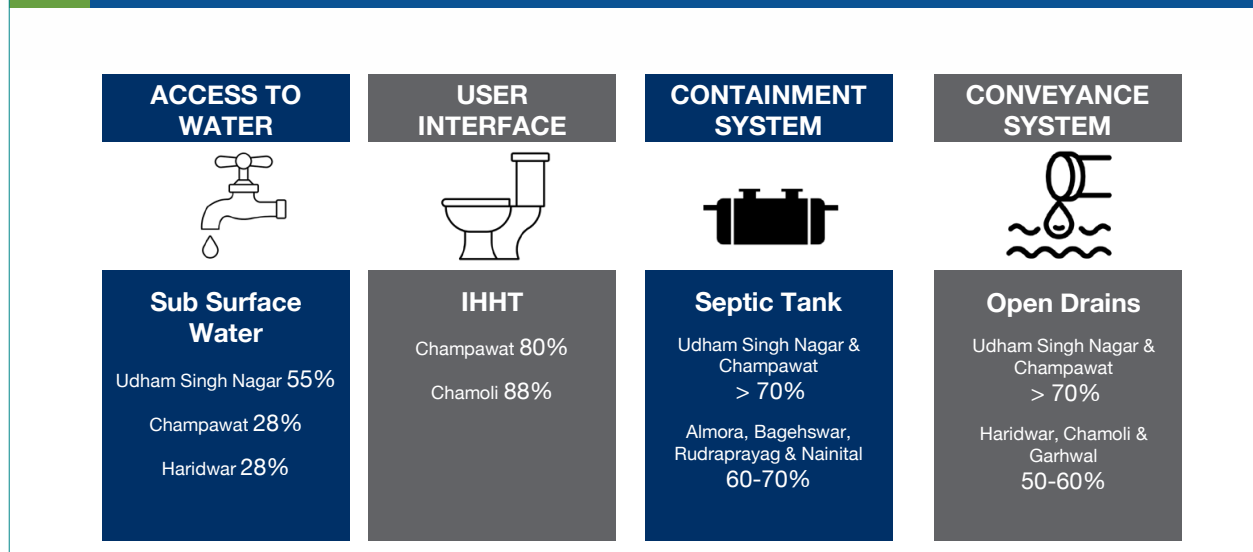 ACCESS TO
WATER
USER
INTERFACE
CONTAINMENT
SYSTEM
CONVEYANCE
SYSTEM
Sub Surface
Water
Udham Singh Nagar 55%
Champawat 28%
Haridwar 28%
IHHT
Champawat 80%
Chamoli 88%
Septic Tank
Udham Singh Nagar &
Champawat
> 70%
Almora, Bagehswar,
Rudraprayag & Nainital
60-70%
Open Drains
Udham Singh Nagar &
Champawat
> 70%
Haridwar, Chamoli &
Garhwal
50-60%